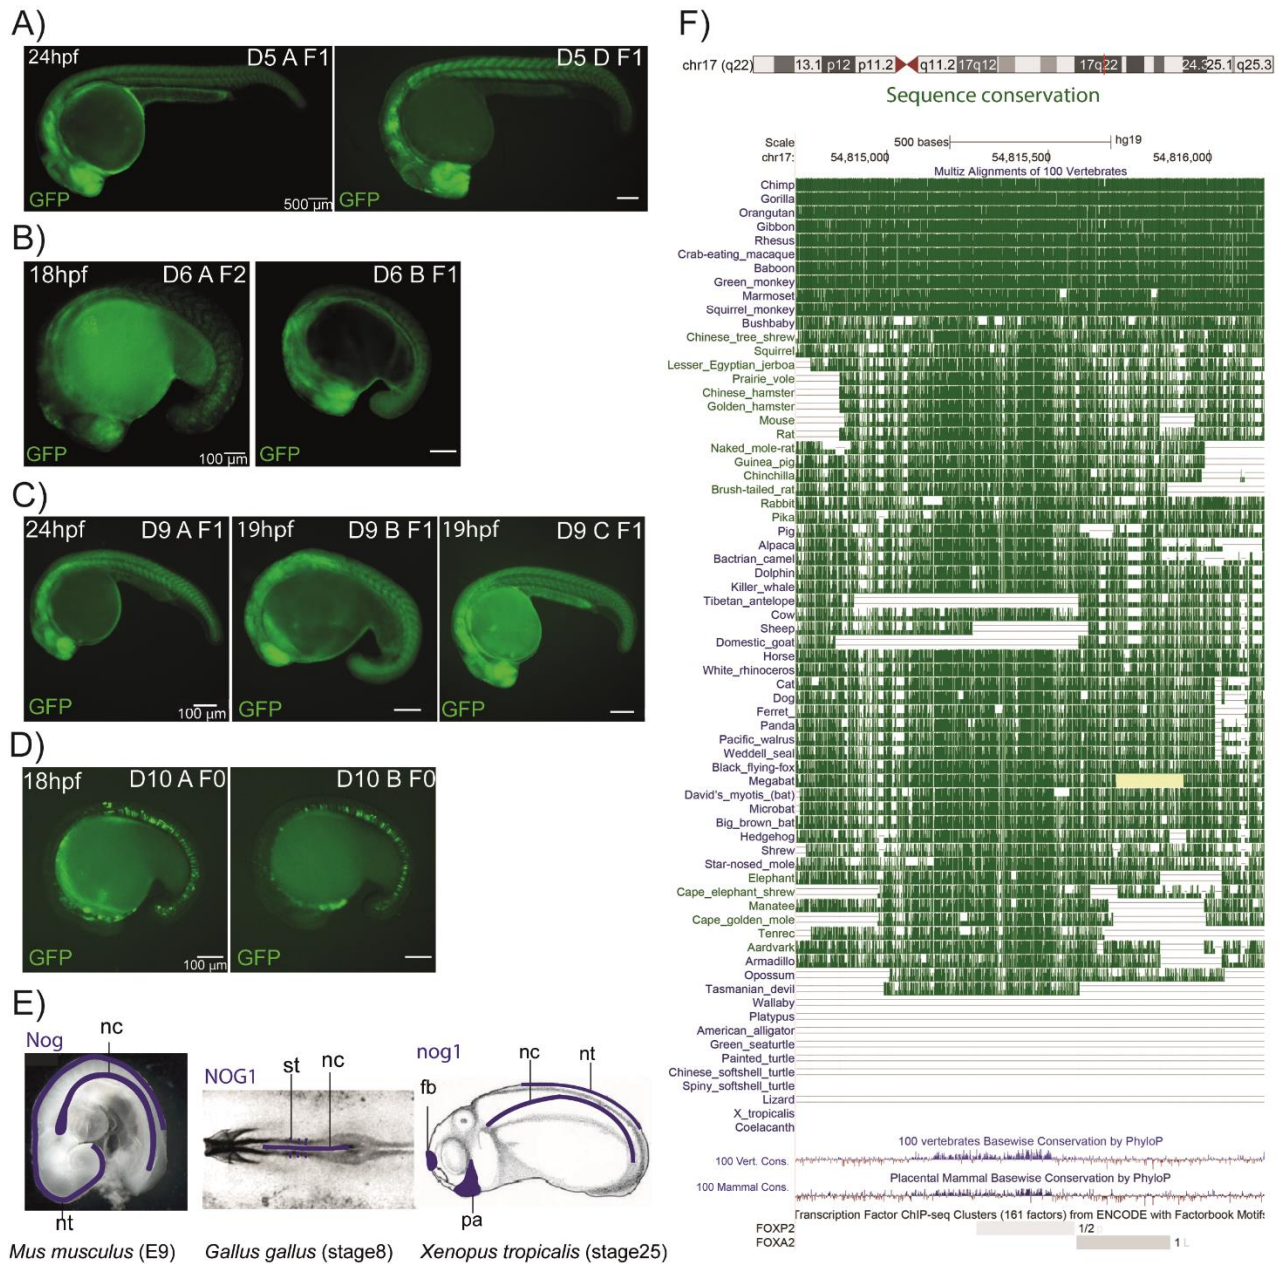 A)
24hpf
D5 A F1
GFP
500 µm
D5 D F1
GFP
B)
18hpf
D6 A F2
GFP
100 µm
D6 B F1
GFP
C)
24hpf
D9 A F1
GFP
100 µm
19hpf
D9 B F1
GFP
19hpf
D9 C F1
GFP
D)
18hpf
D10 A F0
GFP
100 µm
D10 B F0
GFP
E)
Nog
nc
nt
Mus musculus (E9)
NOG1
st
nc
Gallus gallus (stage8)
nog1
fb
nc
nt
pa
Xenopus tropicalis (stage25)
F)
chr17 (q22)
13.1 p12 p11.2 q11.2 17q12 17q22 24.3 25.1 q25.3
Sequence conservation
Scale
500 bases
hg19
chr17:
54,815,000
54,815,500
54,816,000
Multiz Alignments of 100 Vertebrates
Chimp
Gorilla
Orangutan
Gibbon
Rhesus
Crab-eating_macaque
Baboon
Green_monkey
Marmoset
Squirrel_monkey
Bushbaby
Chinese_tree_shrew
Squirrel
Lesser_Egyptian_jerboa
Prairie_vole
Chinese_hamster
Golden_hamster
Mouse
Rat
Naked_mole-rat
Guinea_pig
Chinchilla
Brush-tailed_rat
Rabbit
Pika
Pig
Alpaca
Bactrian_camel
Dolphin
Killer_whale
Tibetan_antelope
Cow
Sheep
Domestic_goat
Horse
White_rhinoceros
Cat
Dog
Ferret_
Panda
Pacific_walrus
Weddell_seal
Black_flying-fox
Megabat
David's_myotis_(bat)
Microbat
Big_brown_bat
Hedgehog
Shrew
Star-nosed_mole
Elephant
Cape_elephant_shrew
Manatee
Cape_golden_mole
Tenrec
Aardvark
Armadillo
Opossum
Tasmanian_devil
Wallaby
Platypus
American_alligator
Green_seaturtle
Painted_turtle
Chinese_softshell_turtle
Spiny_softshell_turtle
Lizard
X_tropicalis
Coelacanth
100 vertebrates Basewise Conservation by PhyloP
100 Vert. Cons.
Placental Mammal Basewise Conservation by PhyloP
100 Mammal Cons.
Transcription Factor ChIP-seq Clusters (161 factors) from ENCODE with Factorbook Motifs
FOXP2
1/2
FOXA2
1 L